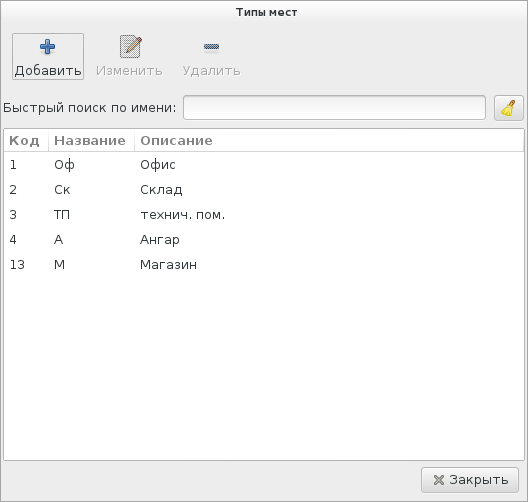 Типы мест
Добавить Изменить Удалить
Быстрый поиск по имени:
Код Название Описание
1 Оф Офис
2 Ск Склад
3 ТП технич. пом.
4 А Ангар
13 М Магазин
Закрыть